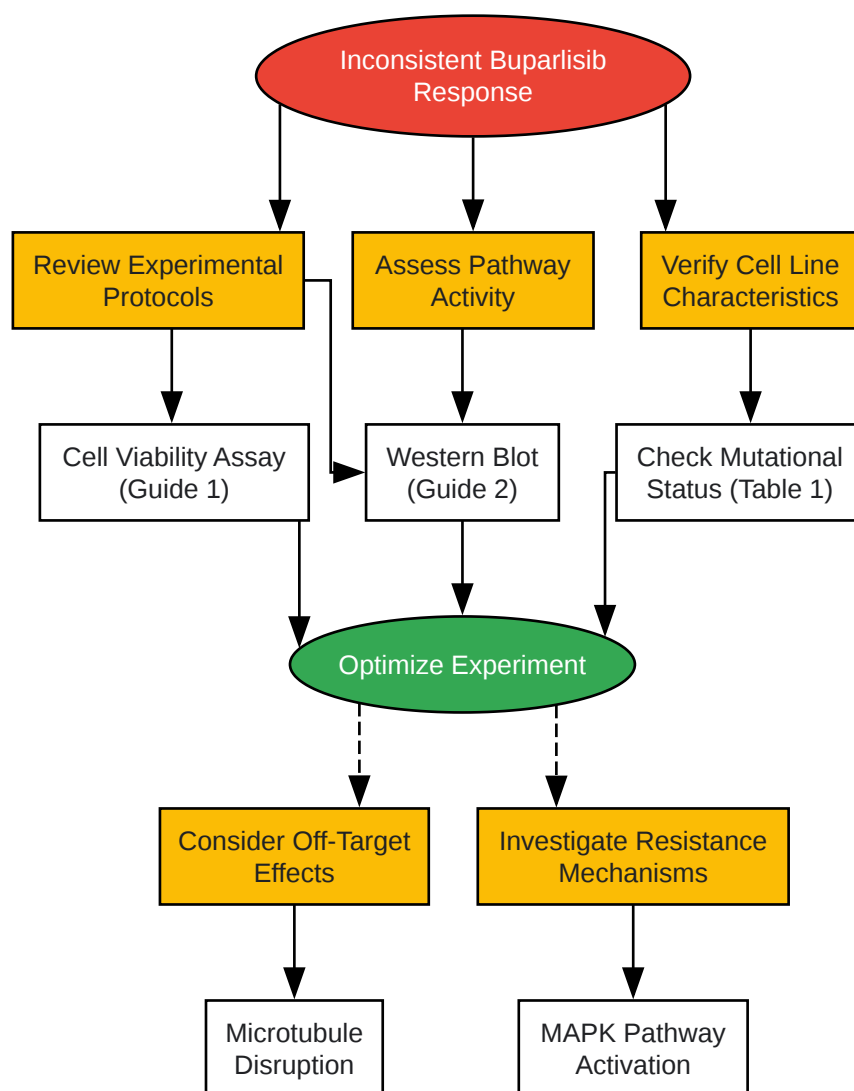 Inconsistent Buparlisib
Response
Review Experimental
Protocols
Assess Pathway
Activity
Verify Cell Line
Characteristics
Cell Viability Assay
(Guide 1)
Western Blot
(Guide 2)
Check Mutational
Status (Table 1)
Optimize Experiment
Consider Off-Target
Effects
Investigate Resistance
Mechanisms
Microtubule
Disruption
MAPK Pathway
Activation